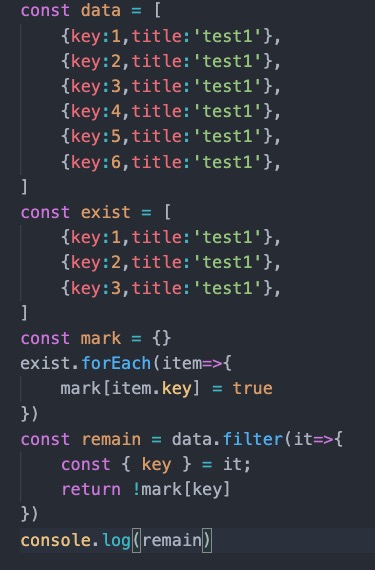 const data = [
    {key:1,title:'test1'},
    {key:2,title:'test1'},
    {key:3,title:'test1'},
    {key:4,title:'test1'},
    {key:5,title:'test1'},
    {key:6,title:'test1'},
]
const exist = [
    {key:1,title:'test1'},
    {key:2,title:'test1'},
    {key:3,title:'test1'},
]
const mark = {}
exist.forEach(item=>{
    mark[item.key] = true
})
const remain = data.filter(it=>{
    const { key } = it;
    return !mark[key]
})
console.log(remain)